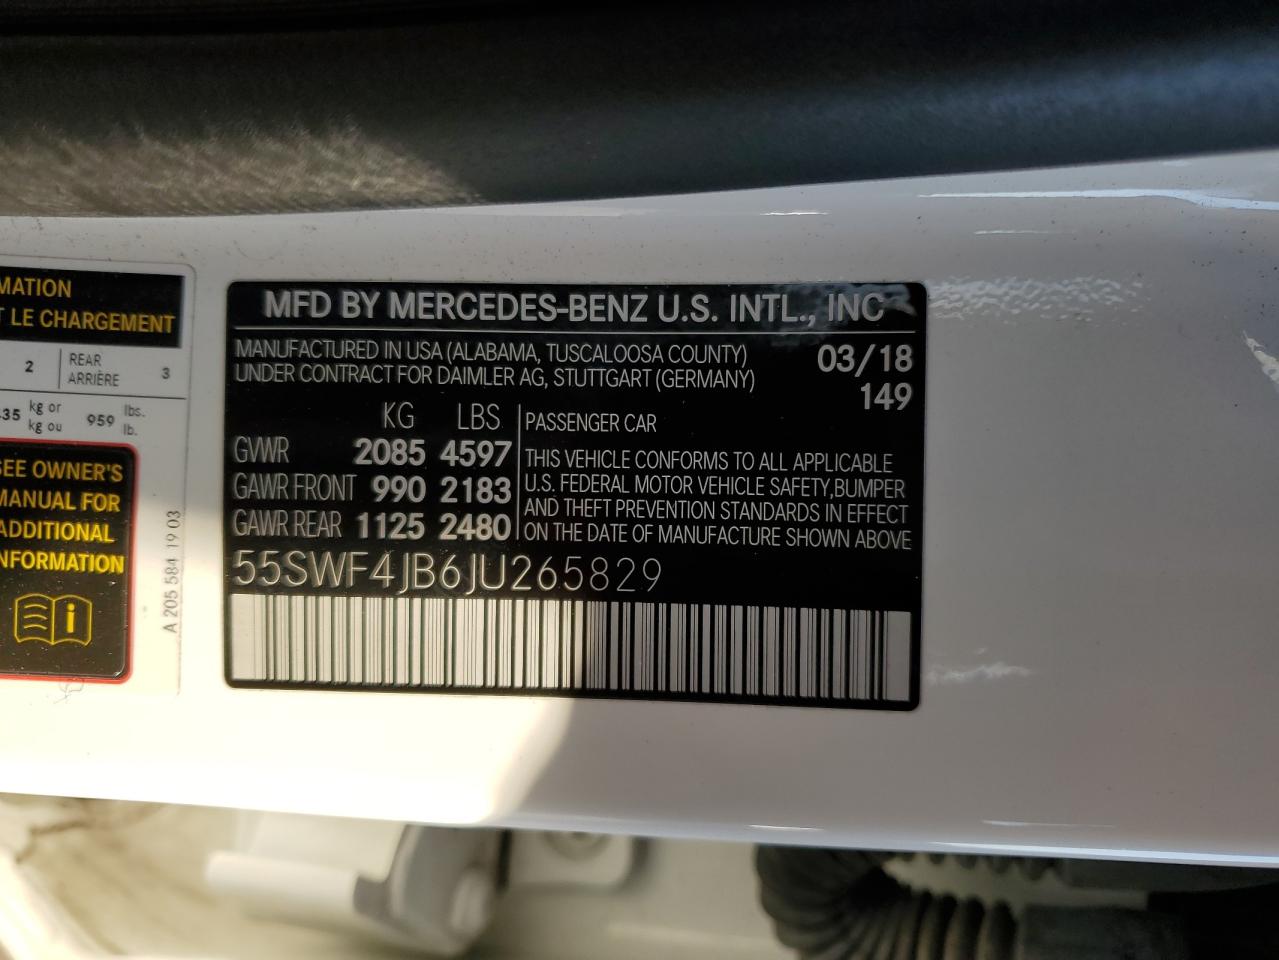 MATION
T LE CHARGEMENT
2 REAR ARRIÈRE 3
35 kg or kg ou 959 lbs. lb.
SEE OWNER'S
MANUAL FOR
ADDITIONAL
NFORMATION
A 205 584 19 03
MFD BY MERCEDES-BENZ U.S. INTL., INC
MANUFACTURED IN USA (ALABAMA, TUSCALOOSA COUNTY) 03/18
UNDER CONTRACT FOR DAIMLER AG, STUTTGART (GERMANY)
149
KG LBS
GVWR 2085 4597
GAWR FRONT 990 2183
GAWR REAR 1125 2480
PASSENGER CAR
THIS VEHICLE CONFORMS TO ALL APPLICABLE
U.S. FEDERAL MOTOR VEHICLE SAFETY,BUMPER
AND THEFT PREVENTION STANDARDS IN EFFECT
ON THE DATE OF MANUFACTURE SHOWN ABOVE
55SWF4JB6JU265829